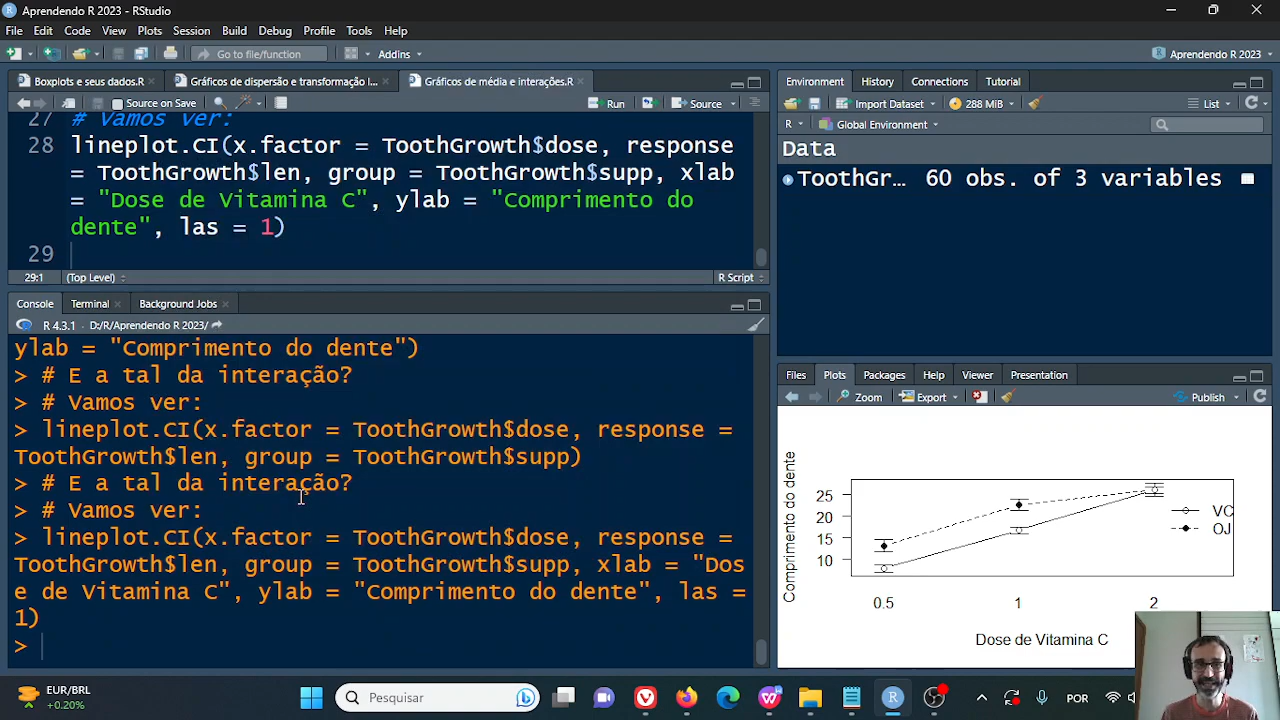 Aprendendo R 2023 - RStudio
File Edit Code View Plots Session Build Debug Profile Tools Help
Go to file/function Addins Aprendendo R 2023
Boxplots e seus dados.R Gráficos de dispersão e transformação l... Gráficos de média e interações.R
Source on Save Run Source
27 # Vamos ver:
28 lineplot.CI(x.factor = ToothGrowth$dose, response
= ToothGrowth$len, group = ToothGrowth$supp, xlab
= "Dose de Vitamina C", ylab = "Comprimento do
dente", las = 1)
29
29:1 (Top Level) R Script
Console Terminal Background Jobs
R 4.3.1 · D:/R/Aprendendo R 2023/
ylab = "Comprimento do dente")
> # E a tal da interação?
> # Vamos ver:
> lineplot.CI(x.factor = ToothGrowth$dose, response =
ToothGrowth$len, group = ToothGrowth$supp)
> # E a tal da interação?
> # Vamos ver:
> lineplot.CI(x.factor = ToothGrowth$dose, response =
ToothGrowth$len, group = ToothGrowth$supp, xlab = "Dos
e de Vitamina C", ylab = "Comprimento do dente", las =
1)
>
Environment History Connections Tutorial
Import Dataset 288 MiB List
R Global Environment
Data
ToothGr... 60 obs. of 3 variables
Files Plots Packages Help Viewer Presentation
Zoom Export Publish
Comprimento do dente
25
20
15
10
VC
OJ
0.5 1 2
Dose de Vitamina C
EUR/BRL
+0.20%
Pesquisar
POR